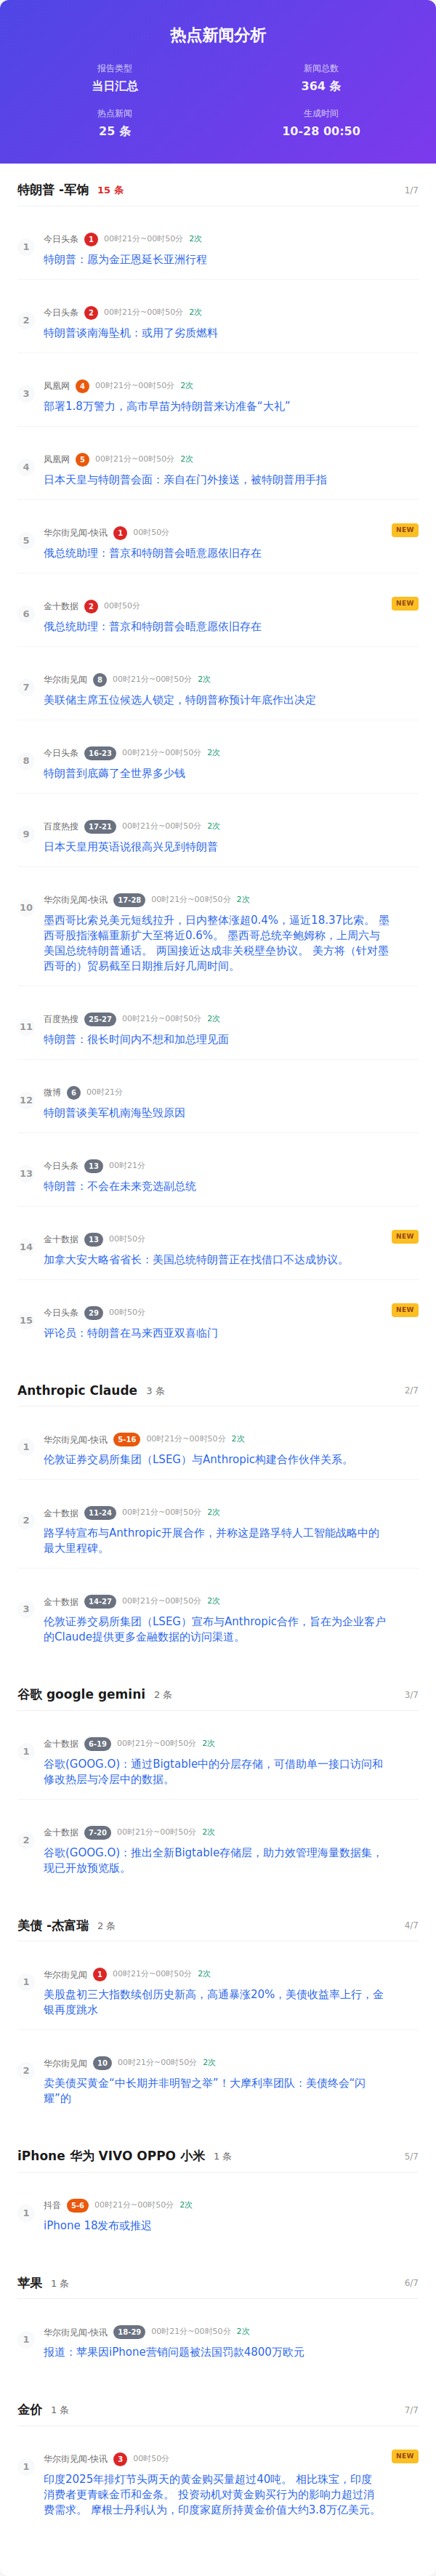 热点新闻分析
报告类型
当日汇总
新闻总数
364 条
热点新闻
25 条
生成时间
10-28 00:50
特朗普 -军饷 15 条 1/7
1
今日头条 1 00时21分~00时50分 2次
特朗普：愿为金正恩延长亚洲行程
2
今日头条 2 00时21分~00时50分 2次
特朗普谈南海坠机：或用了劣质燃料
3
凤凰网 4 00时21分~00时50分 2次
部署1.8万警力，高市早苗为特朗普来访准备“大礼”
4
凤凰网 5 00时21分~00时50分 2次
日本天皇与特朗普会面：亲自在门外接送，被特朗普用手指
5
华尔街见闻-快讯 1 00时50分 NEW
俄总统助理：普京和特朗普会晤意愿依旧存在
6
金十数据 2 00时50分 NEW
俄总统助理：普京和特朗普会晤意愿依旧存在
7
华尔街见闻 8 00时21分~00时50分 2次
美联储主席五位候选人锁定，特朗普称预计年底作出决定
8
今日头条 16-23 00时21分~00时50分 2次
特朗普到底薅了全世界多少钱
9
百度热搜 17-21 00时21分~00时50分 2次
日本天皇用英语说很高兴见到特朗普
10
华尔街见闻-快讯 17-28 00时21分~00时50分 2次
墨西哥比索兑美元短线拉升，日内整体涨超0.4%，逼近18.37比索。 墨
西哥股指涨幅重新扩大至将近0.6%。 墨西哥总统辛鲍姆称，上周六与
美国总统特朗普通话。 两国接近达成非关税壁垒协议。 美方将（针对墨
西哥的）贸易截至日期推后好几周时间。
11
百度热搜 25-27 00时21分~00时50分 2次
特朗普：很长时间内不想和加总理见面
12
微博 6 00时21分
特朗普谈美军机南海坠毁原因
13
今日头条 13 00时21分
特朗普：不会在未来竞选副总统
14
金十数据 13 00时50分 NEW
加拿大安大略省省长：美国总统特朗普正在找借口不达成协议。
15
今日头条 29 00时50分 NEW
评论员：特朗普在马来西亚双喜临门
Anthropic Claude 3 条 2/7
1
华尔街见闻-快讯 5-16 00时21分~00时50分 2次
伦敦证券交易所集团（LSEG）与Anthropic构建合作伙伴关系。
2
金十数据 11-24 00时21分~00时50分 2次
路孚特宣布与Anthropic开展合作，并称这是路孚特人工智能战略中的
最大里程碑。
3
金十数据 14-27 00时21分~00时50分 2次
伦敦证券交易所集团（LSEG）宣布与Anthropic合作，旨在为企业客户
的Claude提供更多金融数据的访问渠道。
谷歌 google gemini 2 条 3/7
1
金十数据 6-19 00时21分~00时50分 2次
谷歌(GOOG.O)：通过Bigtable中的分层存储，可借助单一接口访问和
修改热层与冷层中的数据。
2
金十数据 7-20 00时21分~00时50分 2次
谷歌(GOOG.O)：推出全新Bigtable存储层，助力效管理海量数据集，
现已开放预览版。
美债 -杰富瑞 2 条 4/7
1
华尔街见闻 1 00时21分~00时50分 2次
美股盘初三大指数续创历史新高，高通暴涨20%，美债收益率上行，金
银再度跳水
2
华尔街见闻 10 00时21分~00时50分 2次
卖美债买黄金“中长期并非明智之举”！大摩利率团队：美债终会“闪
耀”的
iPhone 华为 VIVO OPPO 小米 1 条 5/7
1
抖音 5-6 00时21分~00时50分 2次
iPhone 18发布或推迟
苹果 1 条 6/7
1
华尔街见闻-快讯 18-29 00时21分~00时50分 2次
报道：苹果因iPhone营销问题被法国罚款4800万欧元
金价 1 条 7/7
1
华尔街见闻-快讯 3 00时50分 NEW
印度2025年排灯节头两天的黄金购买量超过40吨。 相比珠宝，印度
消费者更青睐金币和金条。 投资动机对黄金购买行为的影响力超过消
费需求。 摩根士丹利认为，印度家庭所持黄金价值大约3.8万亿美元。